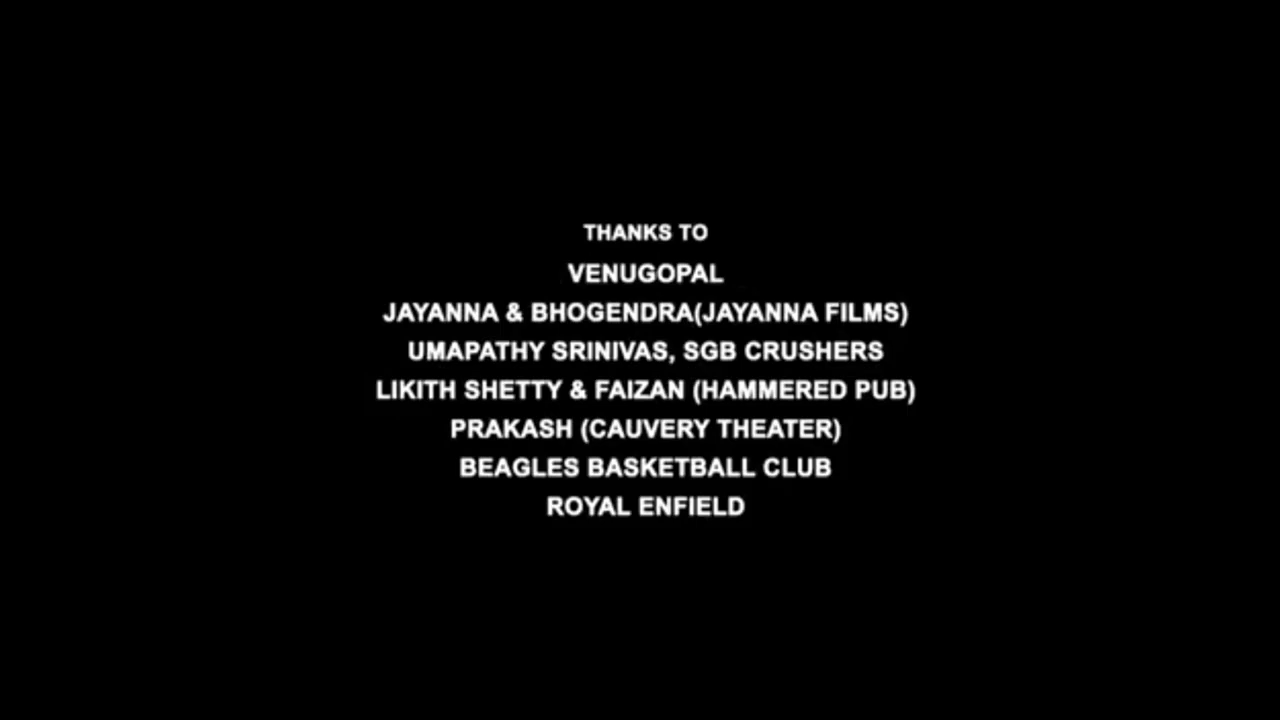 THANKS TO
VENUGOPAL
JAYANNA & BHOGENDRA(JAYANNA FILMS)
UMAPATHY SRINIVAS, SGB CRUSHERS
LIKITH SHETTY & FAIZAN (HAMMERED PUB)
PRAKASH (CAUVERY THEATER)
BEAGLES BASKETBALL CLUB
ROYAL ENFIELD